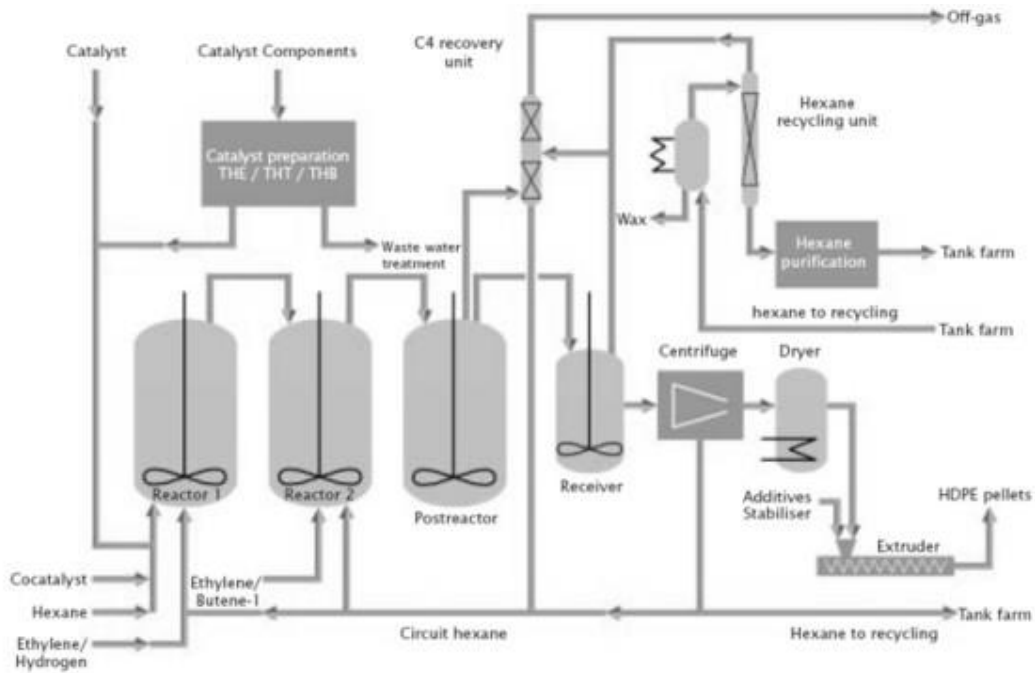 Off-gas
C4 recovery
unit
Catalyst
Catalyst Components
Hexane
recycling unit
Catalyst preparation
THE / THT / THB
Wax
Waste water
treatment
Hexane
purification
Tank farm
hexane to recycling
Tank farm
Centrifuge
Dryer
Reactor 1
Reactor 2
Postreactor
Receiver
Additives
Stabiliser
HDPE pellets
Extruder
Cocatalyst
Ethylene/
Butene-1
Hexane
Tank farm
Circuit hexane
Hexane to recycling
Ethylene/
Hydrogen